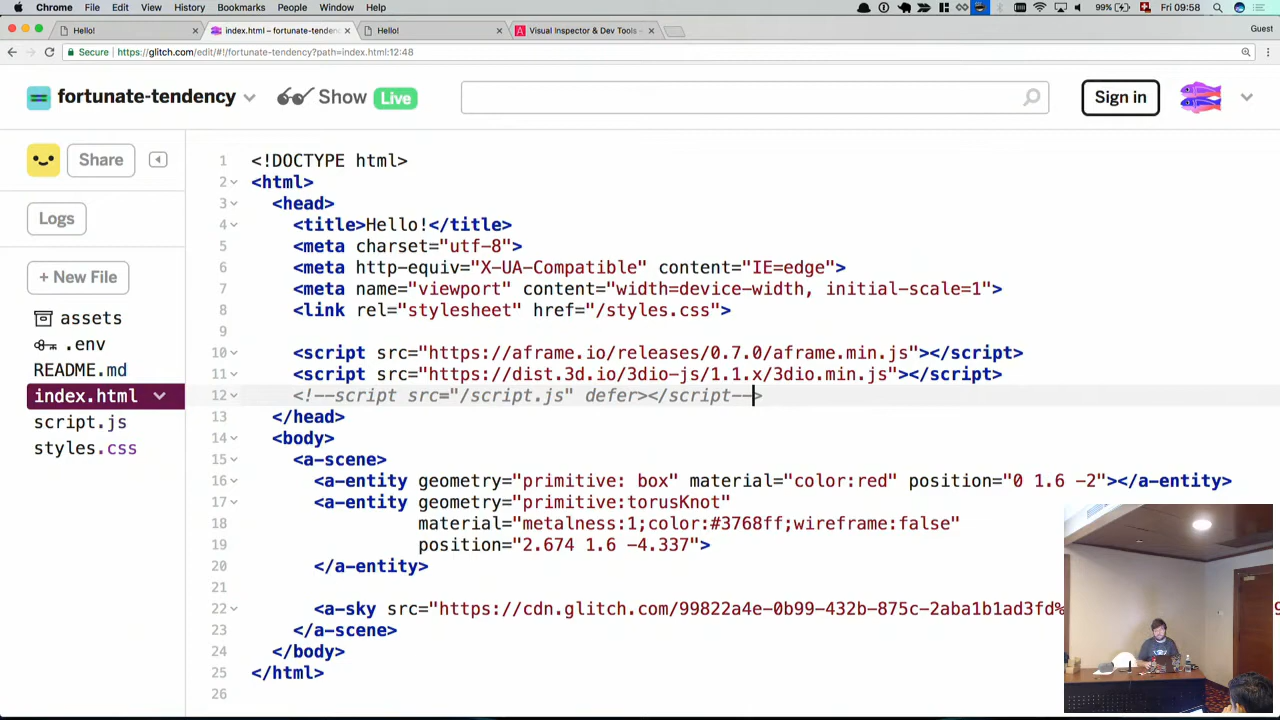 Chrome File Edit View History Bookmarks People Window Help 99% Fri 09:58
Hello! index.html – fortunate-tenden Hello! Visual Inspector & Dev Tools - Guest
Secure https://glitch.com/edit/#!/fortunate-tendency?path=index.html:12:48
fortunate-tendency Show Live Sign in
Share
Logs
+ New File
assets
.env
README.md
index.html
script.js
styles.css
1 <!DOCTYPE html>
2 <html>
3 <head>
4 <title>Hello!</title>
5 <meta charset="utf-8">
6 <meta http-equiv="X-UA-Compatible" content="IE=edge">
7 <meta name="viewport" content="width=device-width, initial-scale=1">
8 <link rel="stylesheet" href="/styles.css">
9
10 <script src="https://aframe.io/releases/0.7.0/aframe.min.js"></script>
11 <script src="https://dist.3d.io/3dio-js/1.1.x/3dio.min.js"></script>
12 <!--script src="/script.js" defer></script-->
13 </head>
14 <body>
15 <a-scene>
16 <a-entity geometry="primitive: box" material="color:red" position="0 1.6 -2"></a-entity>
17 <a-entity geometry="primitive:torusKnot"
18 material="metalness:1;color:#3768ff;wireframe:false"
19 position="2.674 1.6 -4.337">
20 </a-entity>
21
22 <a-sky src="https://cdn.glitch.com/99822a4e-0b99-432b-875c-2aba1b1ad3fd%
23 </a-scene>
24 </body>
25 </html>
26